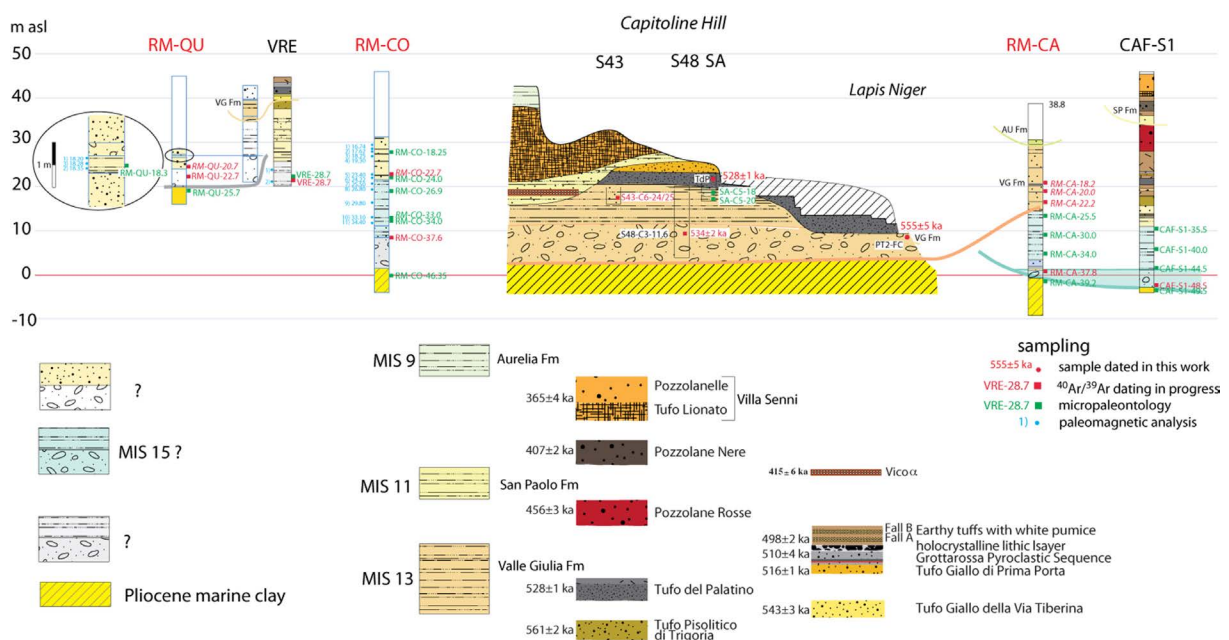 m asl
Capitoline Hill
RM-QU
VRE
RM-CO
S43
S48
SA
RM-CA
CAF-S1
Lapis Niger
50
40
30
20
10
0
-10
1 m
VG Fm
RM-QU-18.3
RM-QU-20.7
RM-QU-22.7
RM-QU-25.7
VRE-28.7
VRE-28.7
RM-CO-18.25
RM-CO-22.7
RM-CO-24.0
RM-CO-26.9
RM-CO-34.0
RM-CO-37.6
RM-CO-46.35
TdP
528±1 ka
SA-C5-18
SA-C5-20
S43-C6-24/25
S48-C3-11.6
534±2 ka
555±5 ka
VG Fm
PT2-FC
38.8
AU Fm
VG Fm
RM-CA-18.2
RM-CA-20.0
RM-CA-22.2
RM-CA-25.5
RM-CA-30.0
RM-CA-34.0
RM-CA-37.8
RM-CA-39.2
SP Fm
CAF-S1-35.5
CAF-S1-40.0
CAF-S1-44.5
CAF-S1-48.5
?
MIS 15 ?
?
Pliocene marine clay
MIS 9
Aurelia Fm
365±4 ka
Pozzolanelle
Tufo Lionato
Villa Senni
407±2 ka
Pozzolane Nere
MIS 11
San Paolo Fm
456±3 ka
Pozzolane Rosse
MIS 13
Valle Giulia Fm
528±1 ka
Tufo del Palatino
561±2 ka
Tufo Pisolitico
di Trigoria
415±6 ka
Vico α
498±2 ka
Fall B
Fall A
Earthy tuffs with white pumice
holocrystalline lithic lsayer
510±4 ka
Grottarossa Pyroclastic Sequence
516±1 ka
Tufo Giallo di Prima Porta
543±3 ka
Tufo Giallo della Via Tiberina
sampling
555±5 ka
sample dated in this work
VRE-28.7
⁴⁰Ar/³⁹Ar dating in progress
VRE-28.7
micropaleontology
1)
paleomagnetic analysis